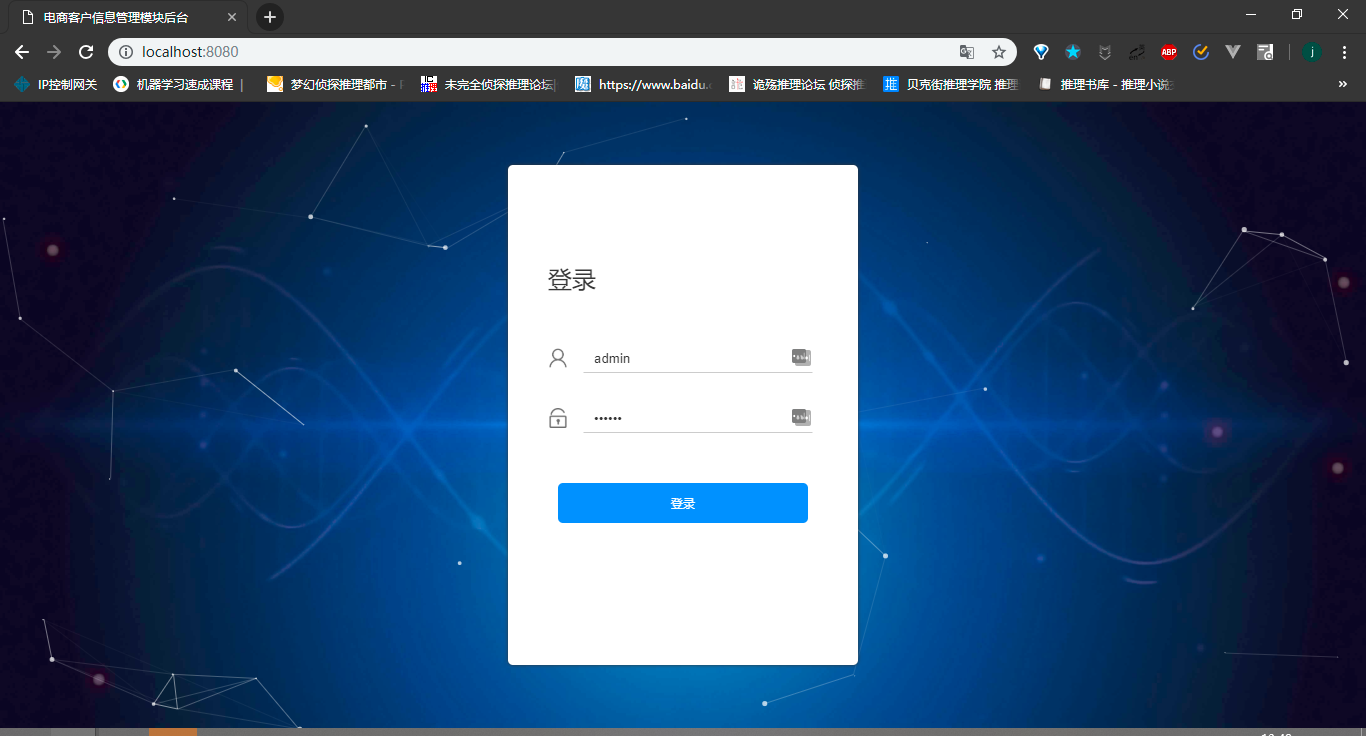 电商客户信息管理模块后台
localhost:8080
IP控制网关
机器学习速成课程 |
梦幻侦探推理都市 -
未完全侦探推理论坛
https://www.baidu.c
诡殇推理论坛 侦探推
贝克街推理学院 推理
推理书库 - 推理小说
ABP
j
登录
admin
••••••
登录